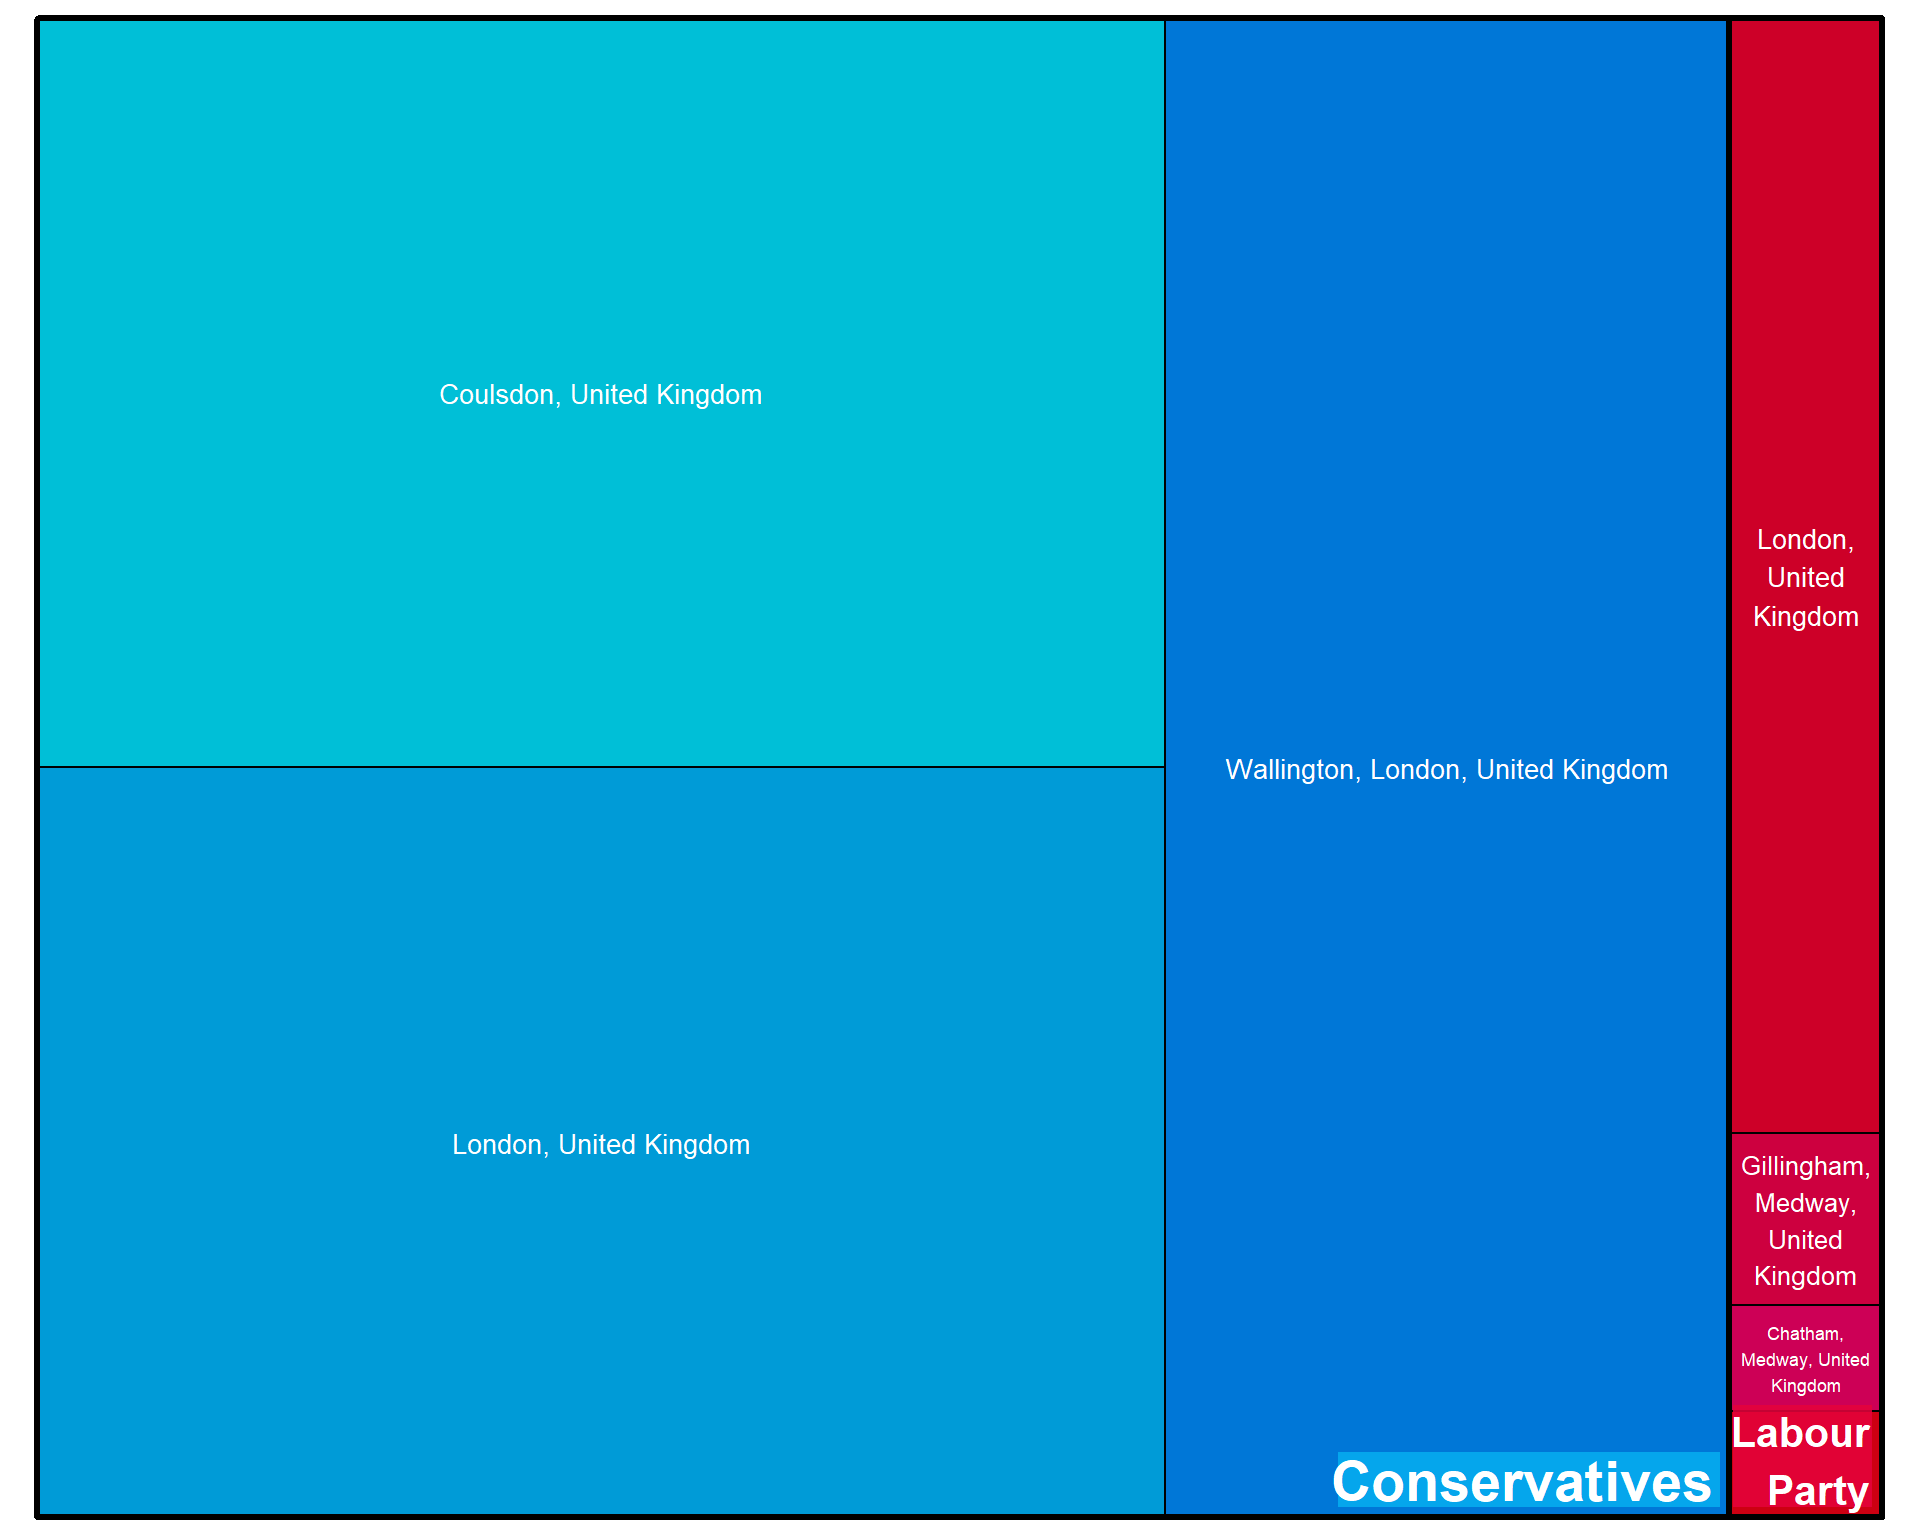 Coulsdon, United Kingdom
London, United Kingdom
Wallington, London, United Kingdom
Conservatives
London,
United
Kingdom
Gillingham,
Medway,
United
Kingdom
Chatham,
Medway, United
Kingdom
Labour
Party